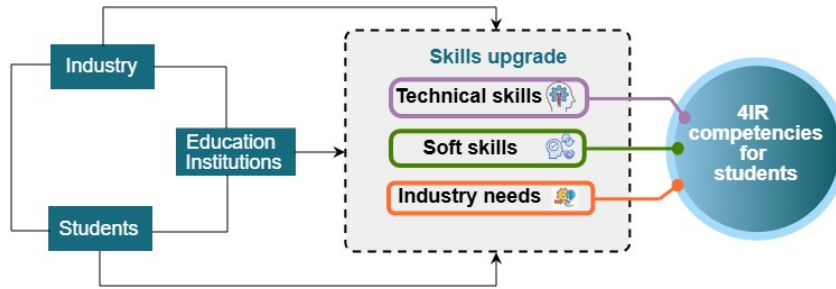 Industry
Education
Institutions
Students
Skills upgrade
Technical skills
Soft skills
Industry needs
4IR
competencies
for
students